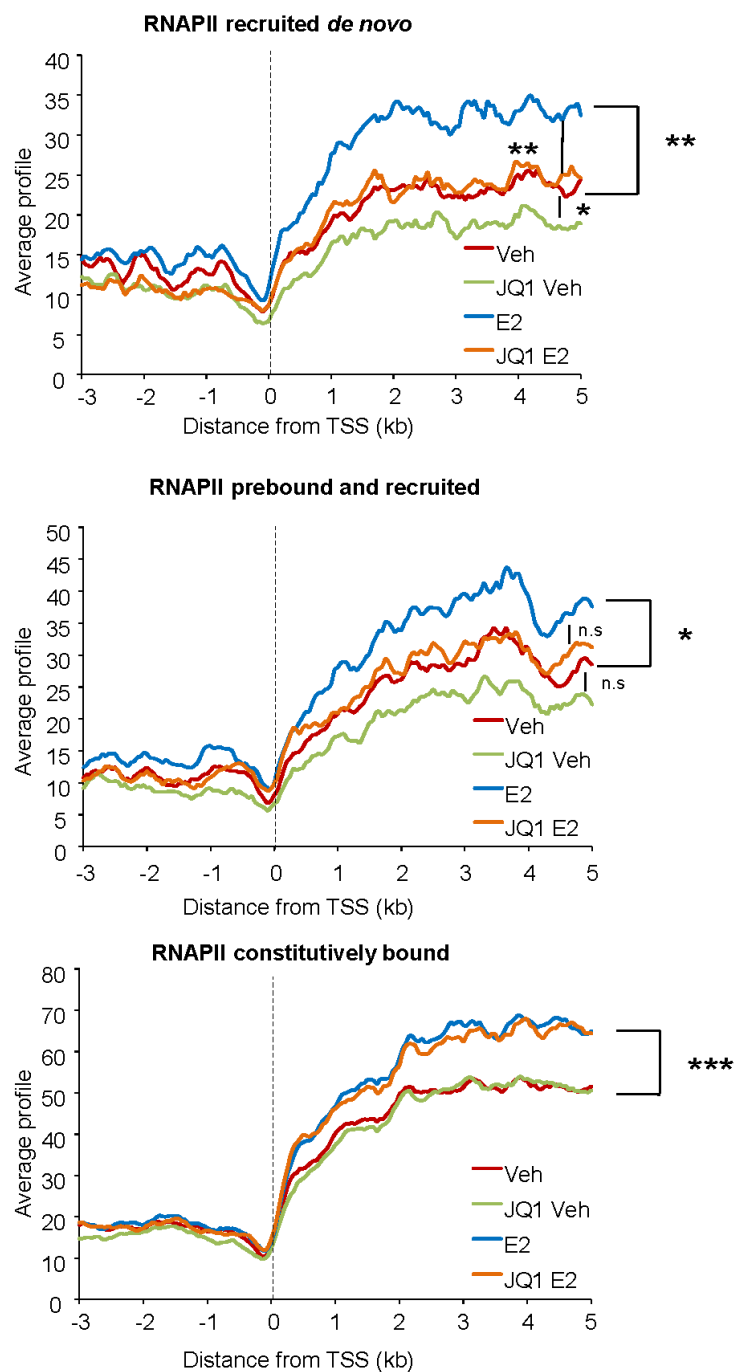 RNAPII recruited de novo
Average profile
40
35
30
25
20
15
10
5
0
**
**
*
Veh
JQ1 Veh
E2
JQ1 E2
-3 -2 -1 0 1 2 3 4 5
Distance from TSS (kb)
RNAPII prebound and recruited
Average profile
50
45
40
35
30
25
20
15
10
5
0
n.s
*
n.s
Veh
JQ1 Veh
E2
JQ1 E2
-3 -2 -1 0 1 2 3 4 5
Distance from TSS (kb)
RNAPII constitutively bound
Average profile
80
70
60
50
40
30
20
10
0
***
Veh
JQ1 Veh
E2
JQ1 E2
-3 -2 -1 0 1 2 3 4 5
Distance from TSS (kb)